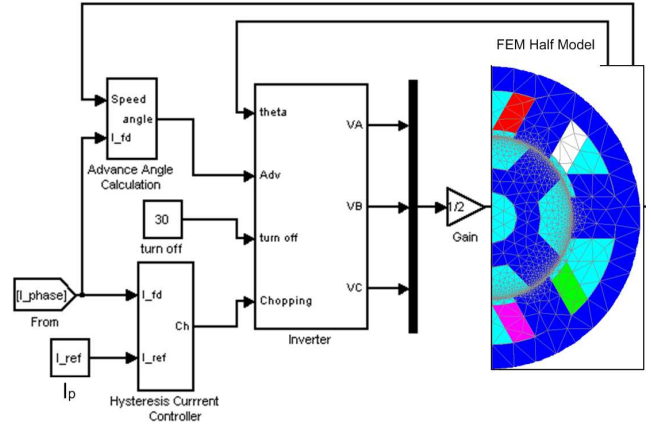 FEM Half Model
Speed
angle
I_fd
Advance Angle
Calculation
theta
Adv
turn off
Chopping
VA
VB
VC
Inverter
30
turn off
1/2
Gain
[I_phase]
From
I_fd
Ch
I_ref
I_ref
Ip
Hysteresis Currrent
Controller